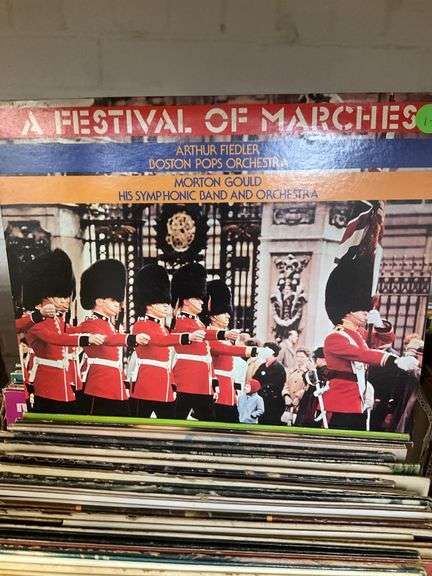 A FESTIVAL OF MARCHES
ARTHUR FIEDLER
BOSTON POPS ORCHESTRA
MORTON GOULD
HIS SYMPHONIC BAND AND ORCHESTRA